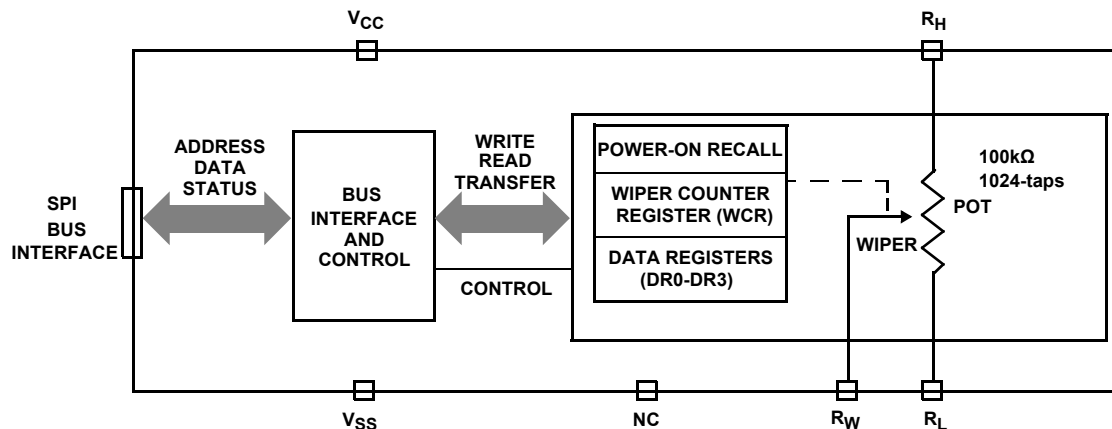 VCC
RH
ADDRESS
DATA
STATUS
WRITE
READ
TRANSFER
POWER-ON RECALL
100kΩ
1024-taps
POT
SPI
BUS
INTERFACE
BUS
INTERFACE
AND
CONTROL
WIPER COUNTER
REGISTER (WCR)
WIPER
DATA REGISTERS
(DR0-DR3)
CONTROL
VSS
NC
RW
RL